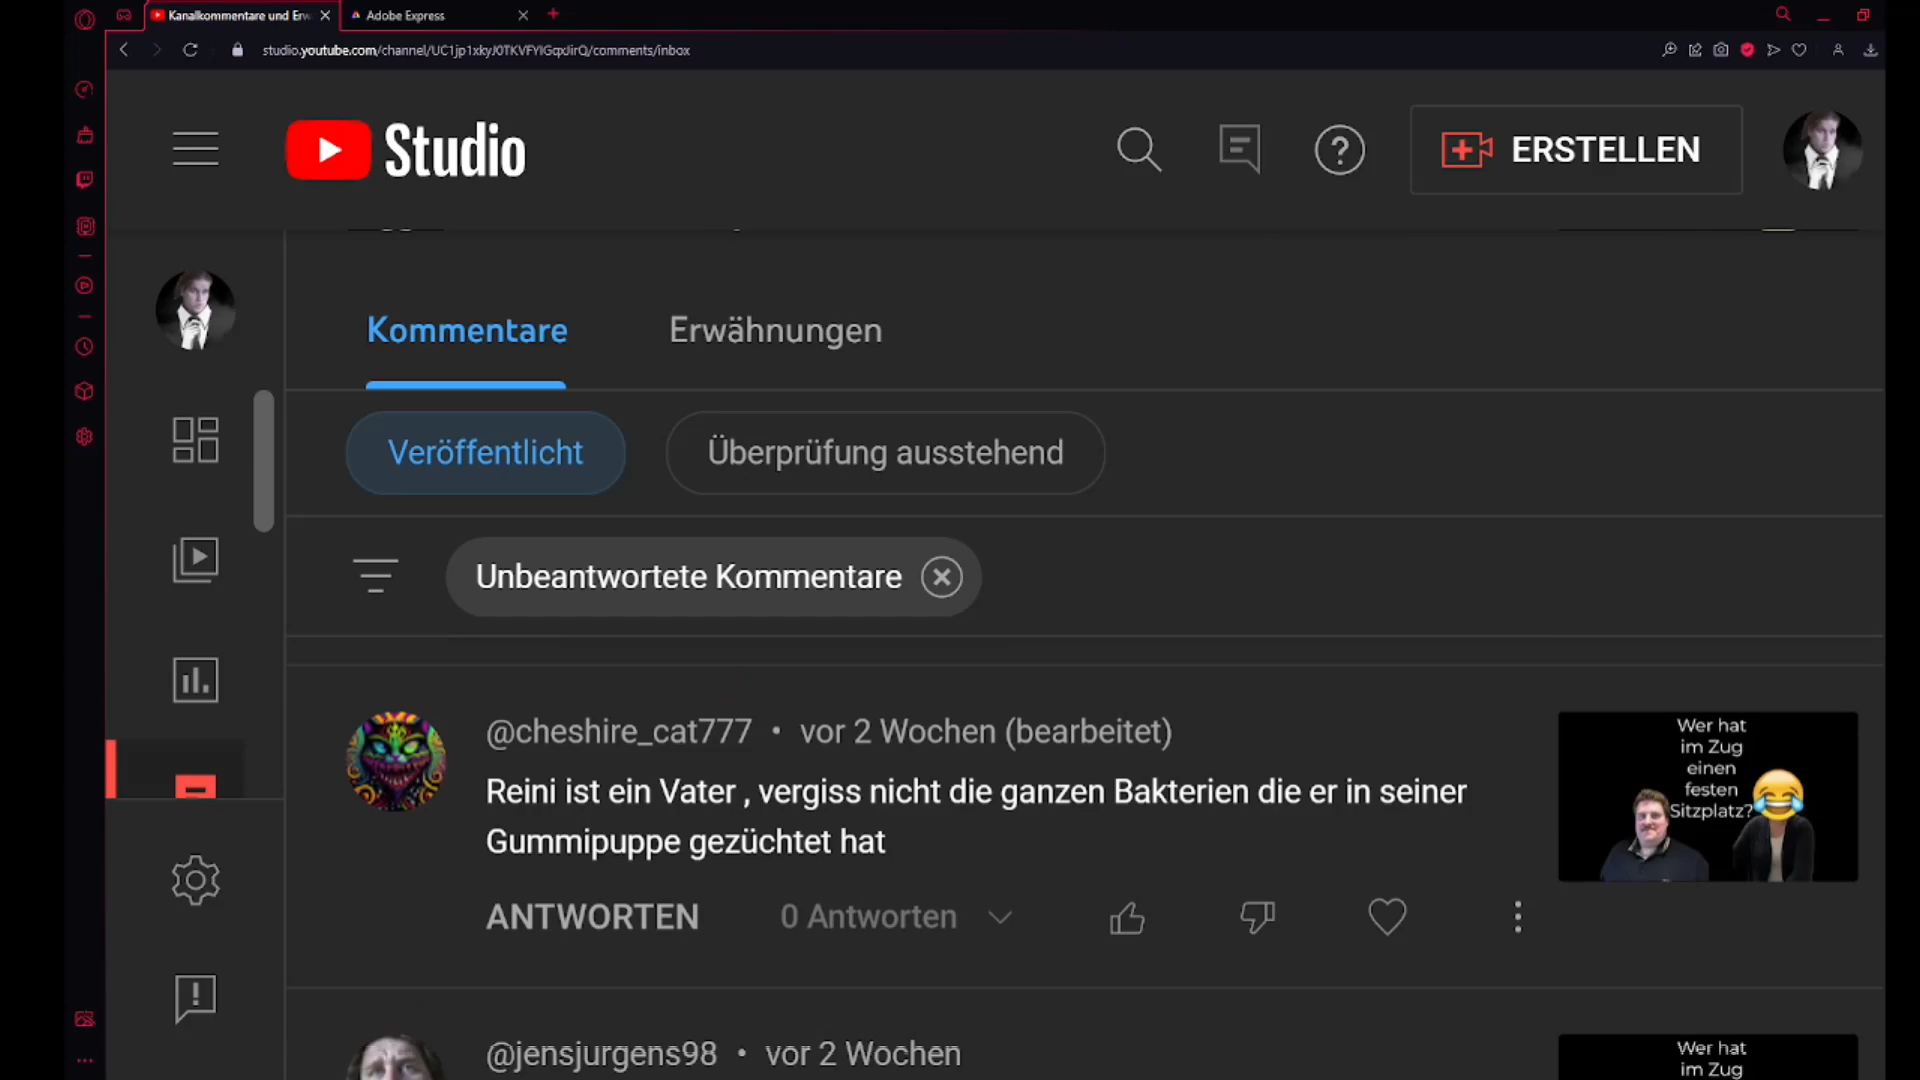 Kanalkommentare und Erw
Adobe Express
studio.youtube.com/channel/UC1jp1xkyJ0TKVFYIGqxJirQ/comments/inbox
Studio
ERSTELLEN
Kommentare
Erwähnungen
Veröffentlicht
Überprüfung ausstehend
Unbeantwortete Kommentare
@cheshire_cat777 • vor 2 Wochen (bearbeitet)
Reini ist ein Vater , vergiss nicht die ganzen Bakterien die er in seiner
Gummipuppe gezüchtet hat
ANTWORTEN
0 Antworten
Wer hat
im Zug
einen
festen
Sitzplatz?
@jensjurgens98 • vor 2 Wochen
Wer hat
im Zug